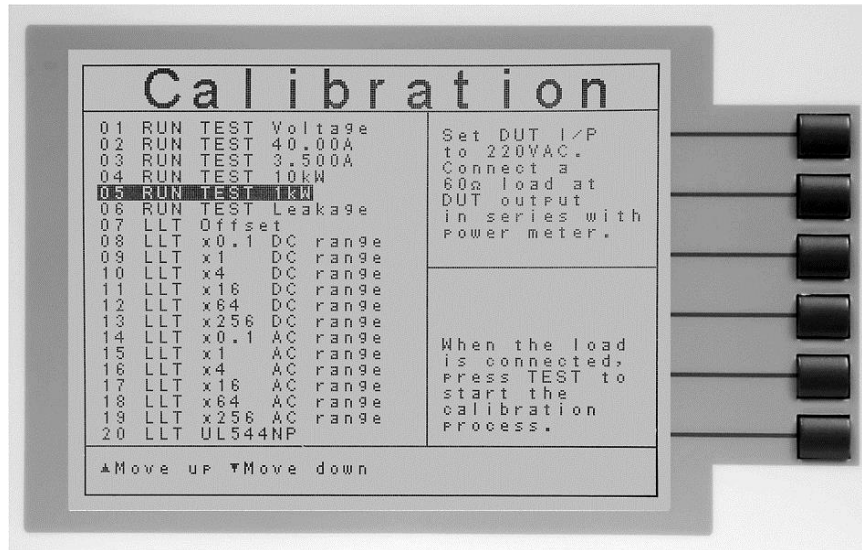 Calibration
01 RUN TEST Voltage
02 RUN TEST 40.00A
03 RUN TEST 3.500A
04 RUN TEST 10kW
05 RUN TEST 1kW
06 RUN TEST Leakage
07 LLT Offset
08 LLT x0.1 DC range
09 LLT x1 DC range
10 LLT x4 DC range
11 LLT x16 DC range
12 LLT x64 DC range
13 LLT x256 DC range
14 LLT x0.1 AC range
15 LLT x1 AC range
16 LLT x4 AC range
17 LLT x16 AC range
18 LLT x64 AC range
19 LLT x256 AC range
20 LLT UL544NP
Set DUT I/P
to 220VAC.
Connect a
60Ω load at
DUT output
in series with
power meter.
When the load
is connected,
press TEST to
start the
calibration
process.
▲Move up ▼Move down